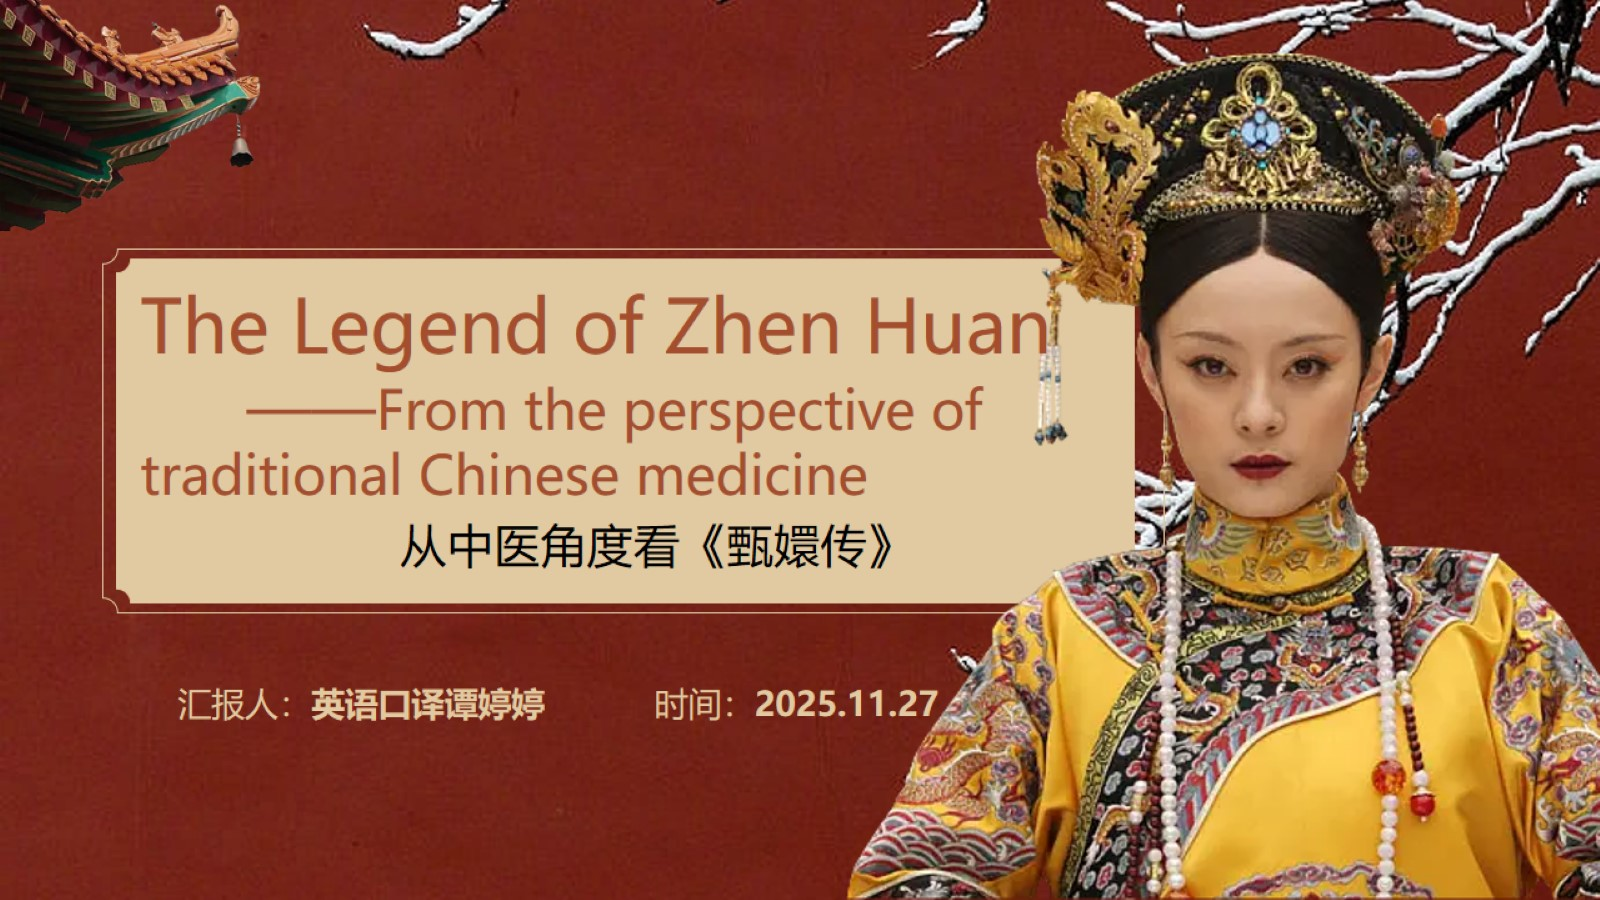 The Legend of Zhen Huan
——From the perspective of
traditional Chinese medicine
从中医角度看《甄嬛传》
汇报人：英语口译谭婷婷
时间：2025.11.27